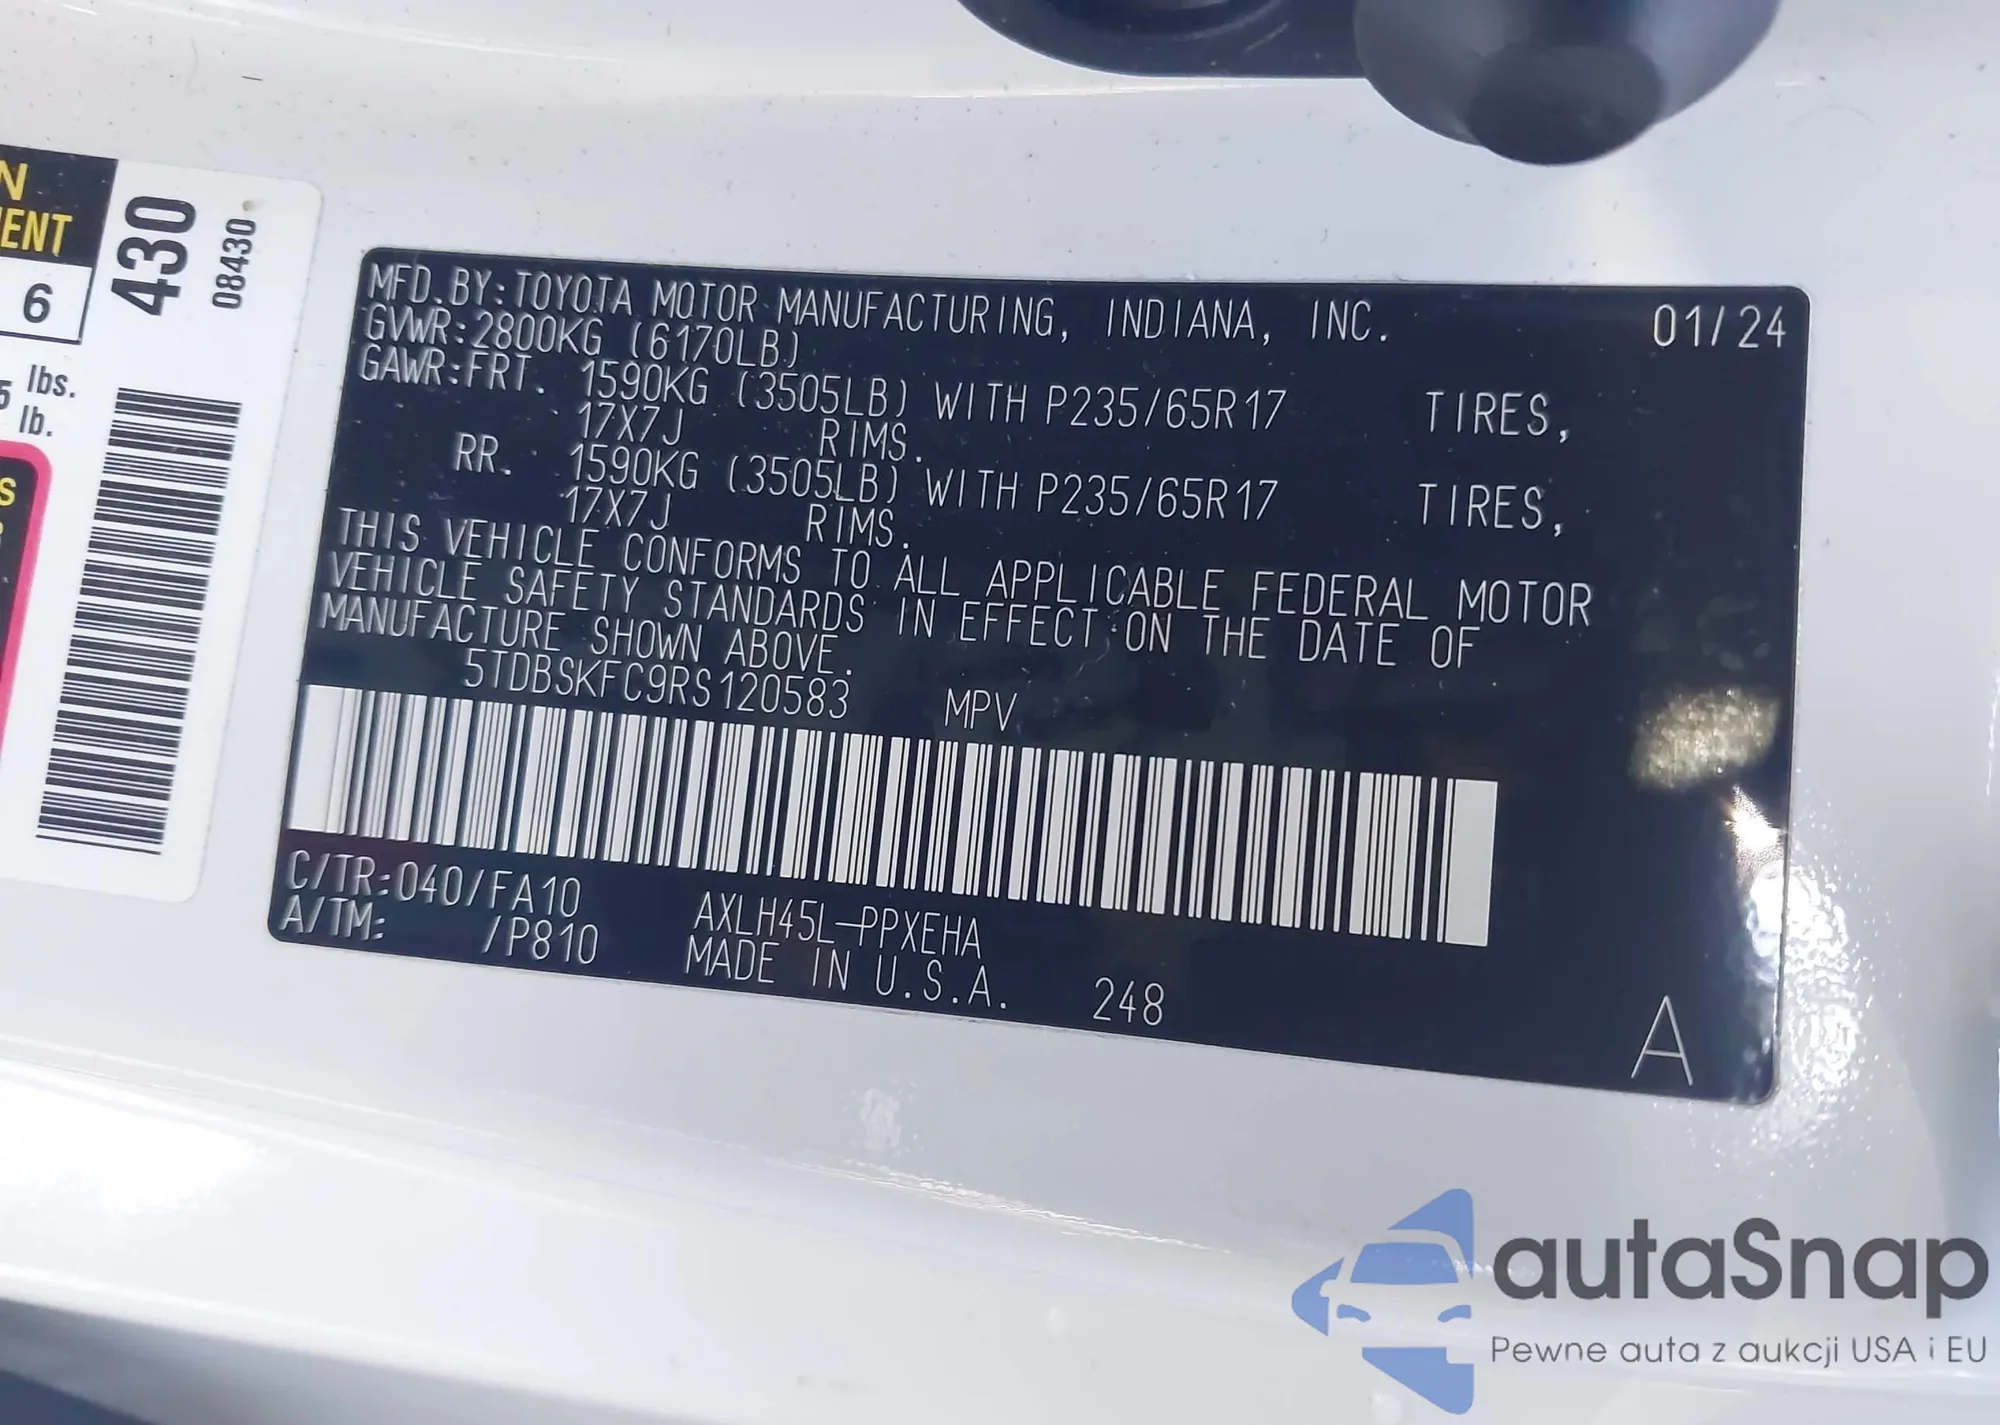 N
ENT
6
430
08430
5 lbs.
lb.
S
MFD.BY:TOYOTA MOTOR MANUFACTURING, INDIANA, INC. 01/24
GVWR:2800KG (6170LB)
GAWR:FRT. 1590KG (3505LB) WITH P235/65R17 TIRES,
17X7J RIMS.
RR. 1590KG (3505LB) WITH P235/65R17 TIRES,
17X7J RIMS.
THIS VEHICLE CONFORMS TO ALL APPLICABLE FEDERAL MOTOR
VEHICLE SAFETY STANDARDS IN EFFECT ON THE DATE OF
MANUFACTURE SHOWN ABOVE.
5TDBSKFC9RS120583 MPV
C/TR:040/FA10 AXLH45L-PPXEHA
A/TM: /P810 MADE IN U.S.A. 248
A
autaSnap
Pewne auta z aukcji USA i EU